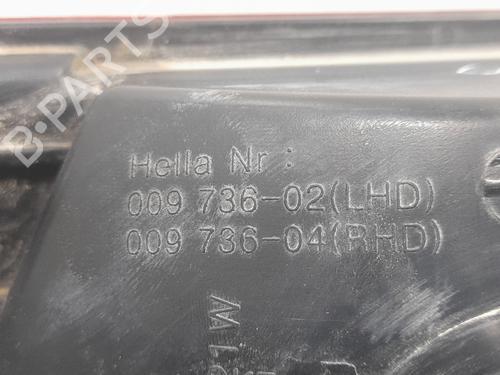 B-PARTS
Hella Nr :
009 736-02(LHD)
009 736-04(RHD)